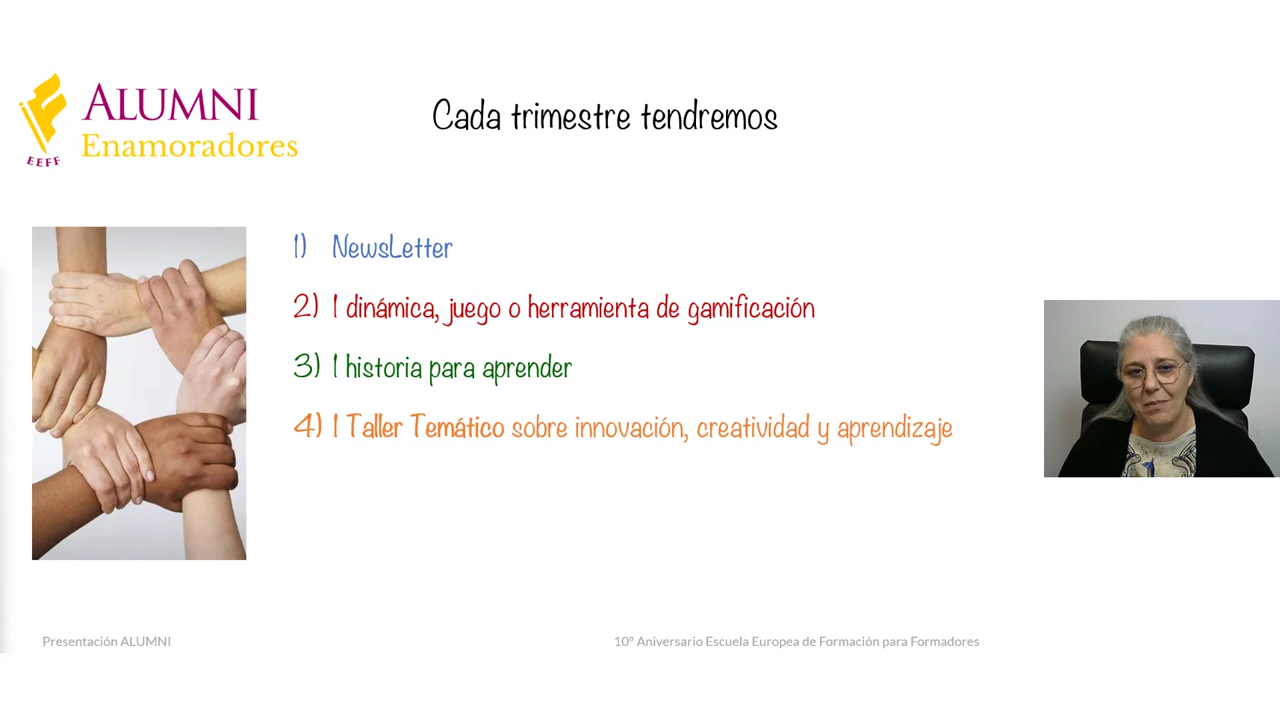 ALUMNI
Enamoradores
EEFF
Cada trimestre tendremos
1) NewsLetter
2) 1 dinámica, juego o herramienta de gamificación
3) 1 historia para aprender
4) 1 Taller Temático sobre innovación, creatividad y aprendizaje
Presentación ALUMNI
10º Aniversario Escuela Europea de Formación para Formadores